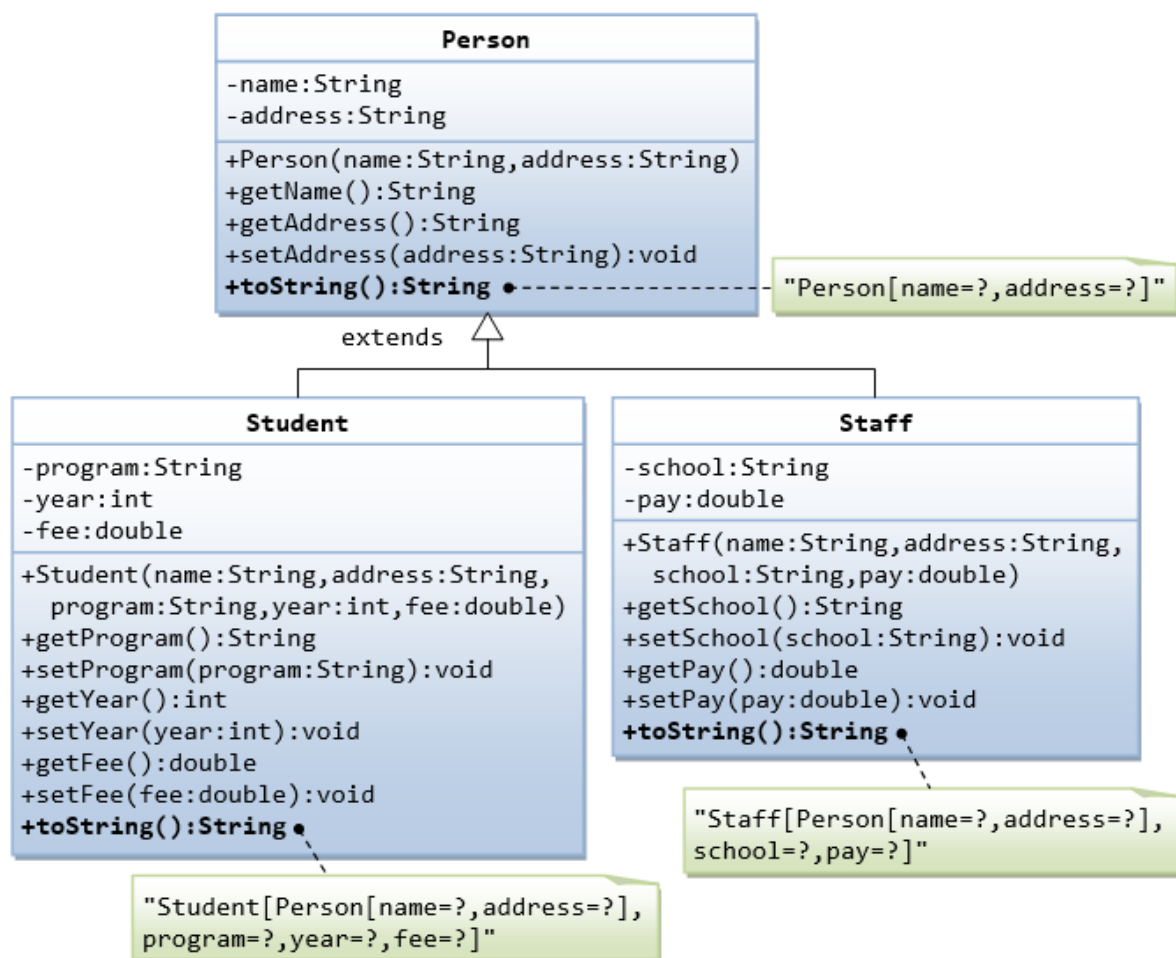 Person
-name:String
-address:String
+Person(name:String,address:String)
+getName():String
+getAddress():String
+setAddress(address:String):void
+toString():String
"Person[name=?,address=?]"
extends
Student
-program:String
-year:int
-fee:double
+Student(name:String,address:String,
program:String,year:int,fee:double)
+getProgram():String
+setProgram(program:String):void
+getYear():int
+setYear(year:int):void
+getFee():double
+setFee(fee:double):void
+toString():String
"Student[Person[name=?,address=?],
program=?,year=?,fee=?]"
Staff
-school:String
-pay:double
+Staff(name:String,address:String,
school:String,pay:double)
+getSchool():String
+setSchool(school:String):void
+getPay():double
+setPay(pay:double):void
+toString():String
"Staff[Person[name=?,address=?],
school=?,pay=?]"